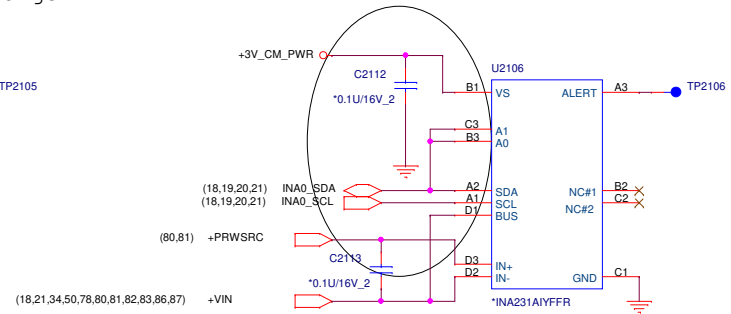 +3V_CM_PWR
U2106
TP2105
C2112
B1
VS
ALERT
A3
TP2106
*0.1U/16V_2
C3
A1
B3
A0
(18,19,20,21) INA0_SDA
A2
SDA
NC#1
B2
(18,19,20,21) INA0_SCL
A1
SCL
NC#2
C2
D1
BUS
(80,81) +PRWSRC
C2113
D3
IN+
*0.1U/16V_2
D2
IN-
GND
C1
(18,21,34,50,78,80,81,82,83,86,87) +VIN
*INA231AIYFFR